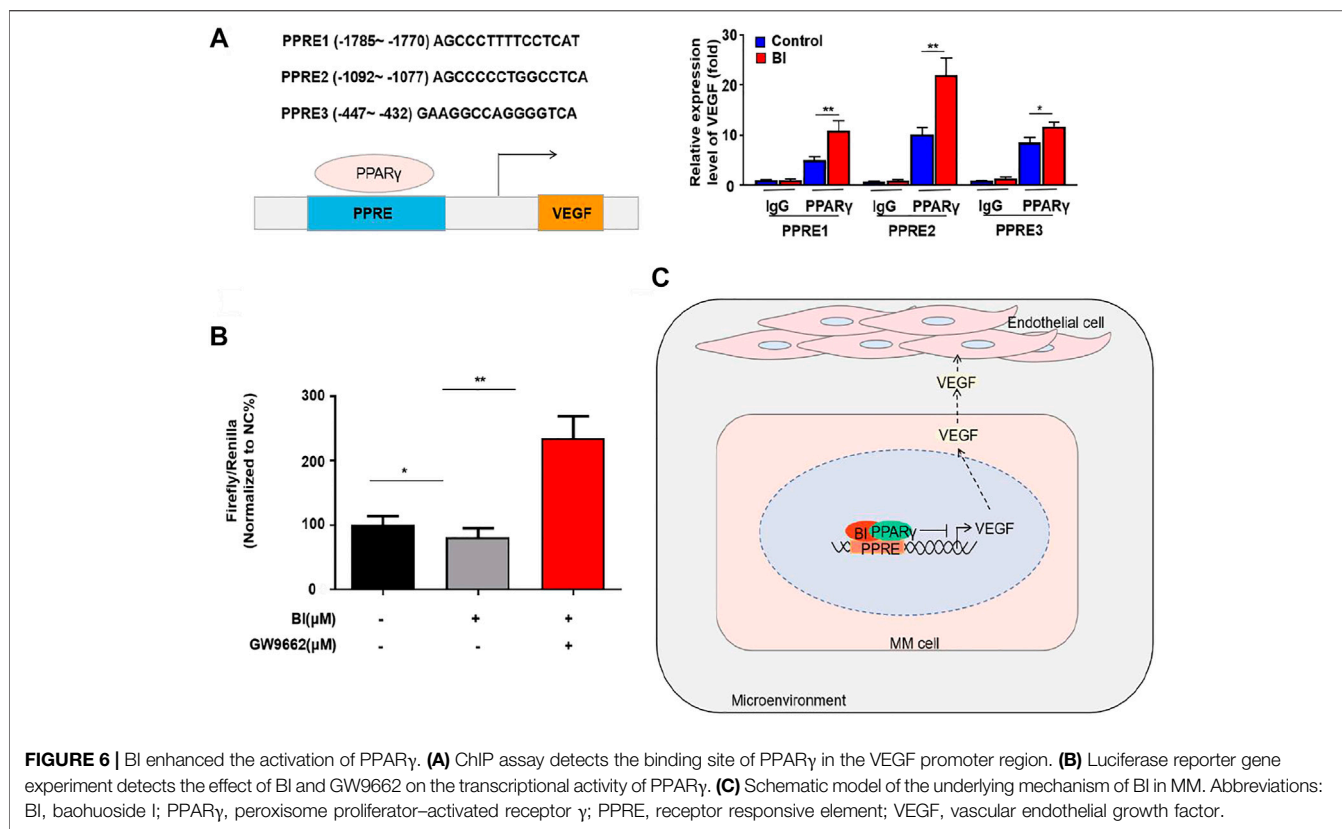 A
PPRE1 (-1785~ -1770) AGCCCTTTTCCTCAT
PPRE2 (-1092~ -1077) AGCCCCCTGGCCTCA
PPRE3 (-447~ -432) GAAGGCCAGGGGTCA
PPARγ
PPRE
VEGF
Relative expression
level of VEGF (fold)
30
20
10
0
Control
BI
**
**
*
IgG PPARγ IgG PPARγ IgG PPARγ
PPRE1 PPRE2 PPRE3
B
Firefly/Renilla
(Normalized to NC%)
300
200
100
0
*
**
BI(μM) - + +
GW9662(μM) - - +
C
Endothelial cell
VEGF
VEGF
BI PPARγ VEGF
PPRE
MM cell
Microenvironment
FIGURE 6 | BI enhanced the activation of PPARγ. (A) ChIP assay detects the binding site of PPARγ in the VEGF promoter region. (B) Luciferase reporter gene
experiment detects the effect of BI and GW9662 on the transcriptional activity of PPARγ. (C) Schematic model of the underlying mechanism of BI in MM. Abbreviations:
BI, baohuoside I; PPARγ, peroxisome proliferator–activated receptor γ; PPRE, receptor responsive element; VEGF, vascular endothelial growth factor.